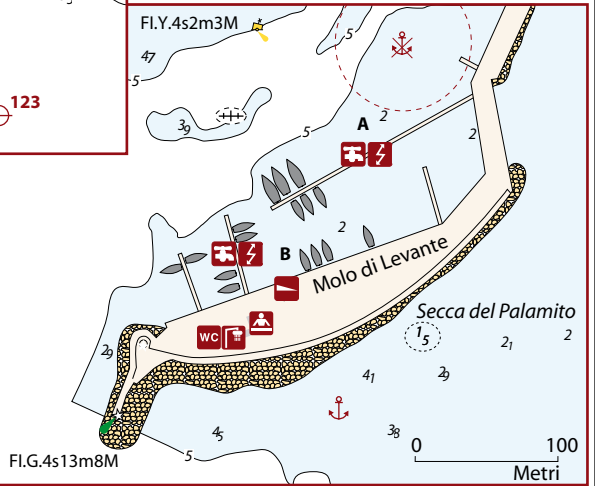 Fl.Y.4s2m3M
47
5
5
123
39
5
A
2
2
2
B
Molo di Levante
WC
Secca del Palamito
15
21
2
29
41
29
45
38
5
Fl.G.4s13m8M
0 100
Metri